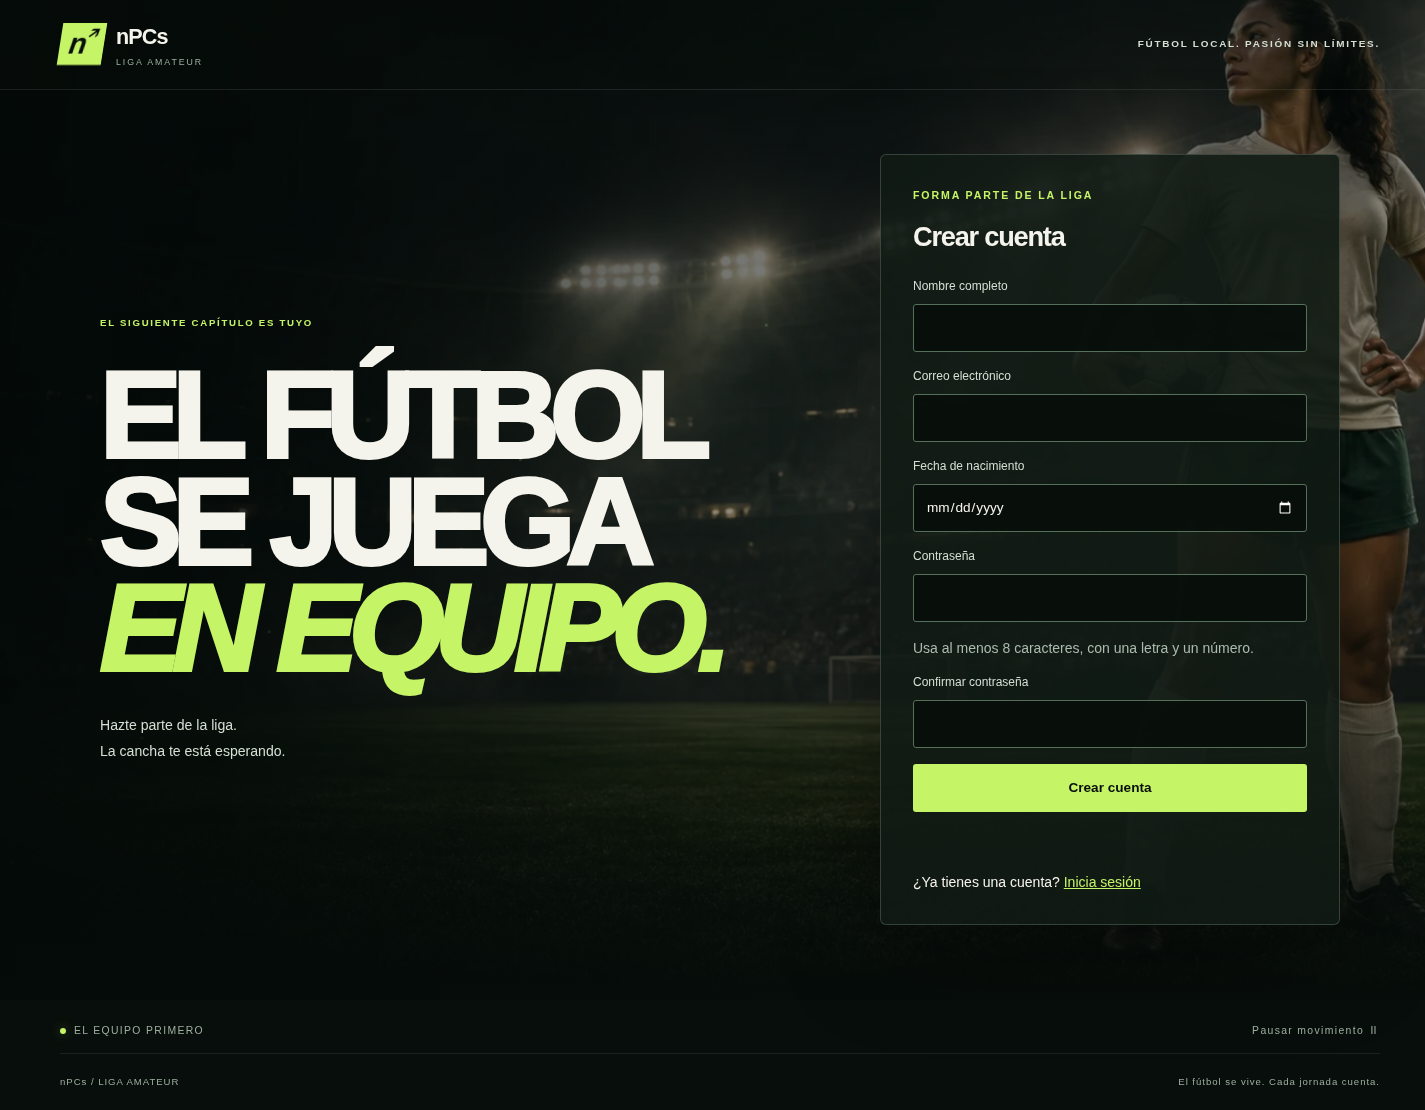 n
nPCs
LIGA AMATEUR
FÚTBOL LOCAL. PASIÓN SIN LÍMITES.
EL SIGUIENTE CAPÍTULO ES TUYO
EL FÚTBOL
SE JUEGA
EN EQUIPO.
Hazte parte de la liga.
La cancha te está esperando.
FORMA PARTE DE LA LIGA
Crear cuenta
Nombre completo
Correo electrónico
Fecha de nacimiento
mm/dd/yyyy
Contraseña
Usa al menos 8 caracteres, con una letra y un número.
Confirmar contraseña
Crear cuenta
¿Ya tienes una cuenta? Inicia sesión
EL EQUIPO PRIMERO
Pausar movimiento II
nPCs / LIGA AMATEUR
El fútbol se vive. Cada jornada cuenta.